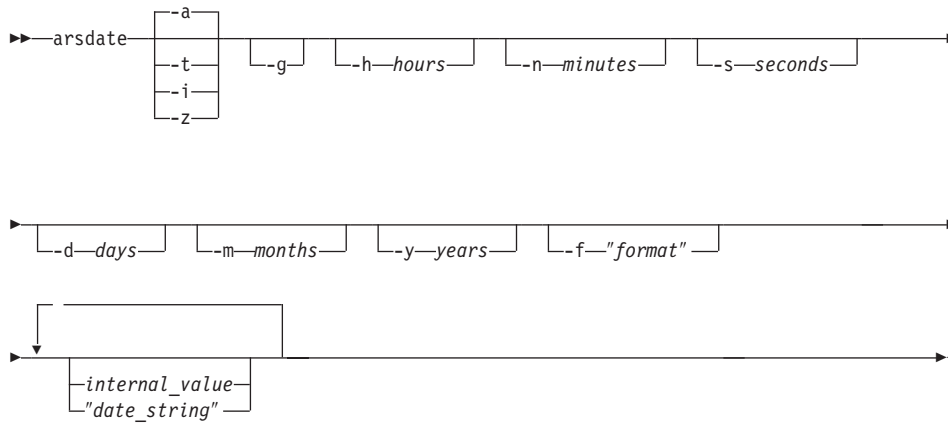 -a
arsdate
-t -g -h hours -n minutes -s seconds
-i
-z
-d days -m months -y years -f "format"
internal_value
"date_string"